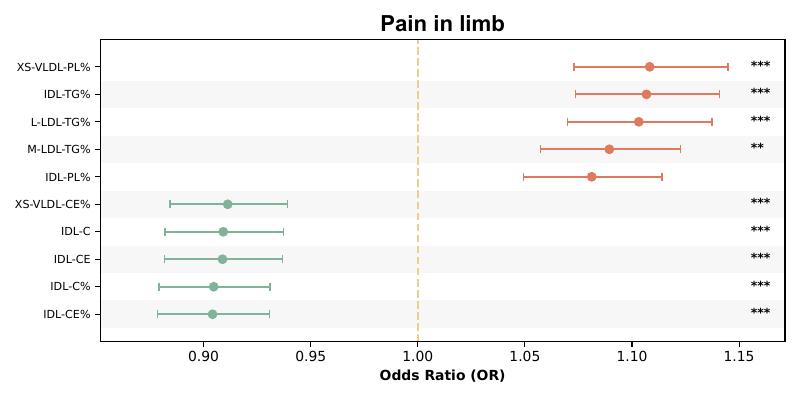 Pain in limb
XS-VLDL-PL% ***
IDL-TG% ***
L-LDL-TG% ***
M-LDL-TG% **
IDL-PL%
XS-VLDL-CE% ***
IDL-C ***
IDL-CE ***
IDL-C% ***
IDL-CE% ***
0.90 0.95 1.00 1.05 1.10 1.15
Odds Ratio (OR)